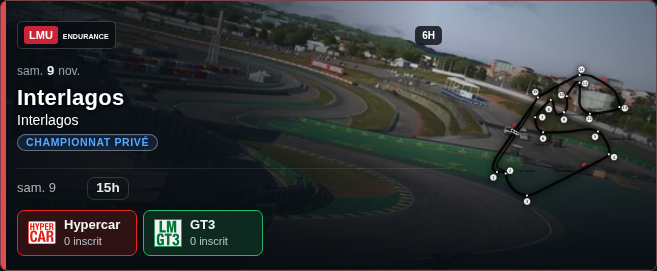 LMU ENDURANCE
6H
sam. 9 nov.
Interlagos
Interlagos
CHAMPIONNAT PRIVÉ
sam. 9 15h
HYPER CAR Hypercar
0 inscrit
LM GT3 GT3
0 inscrit